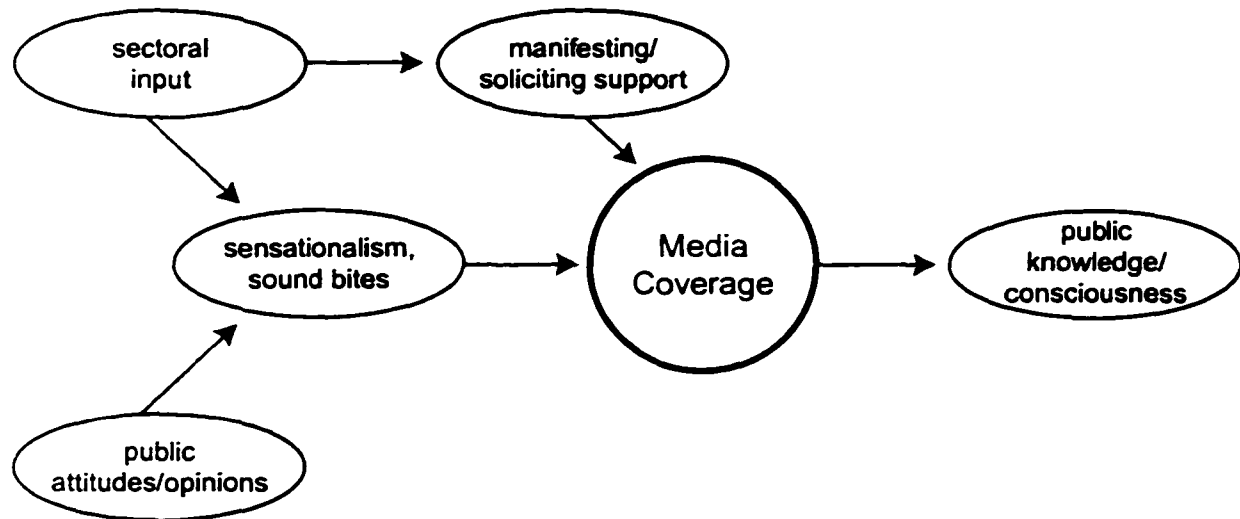 sectoral
input
manifesting/
soliciting support
sensationalism,
sound bites
Media
Coverage
public
knowledge/
consciousness
public
attitudes/opinions